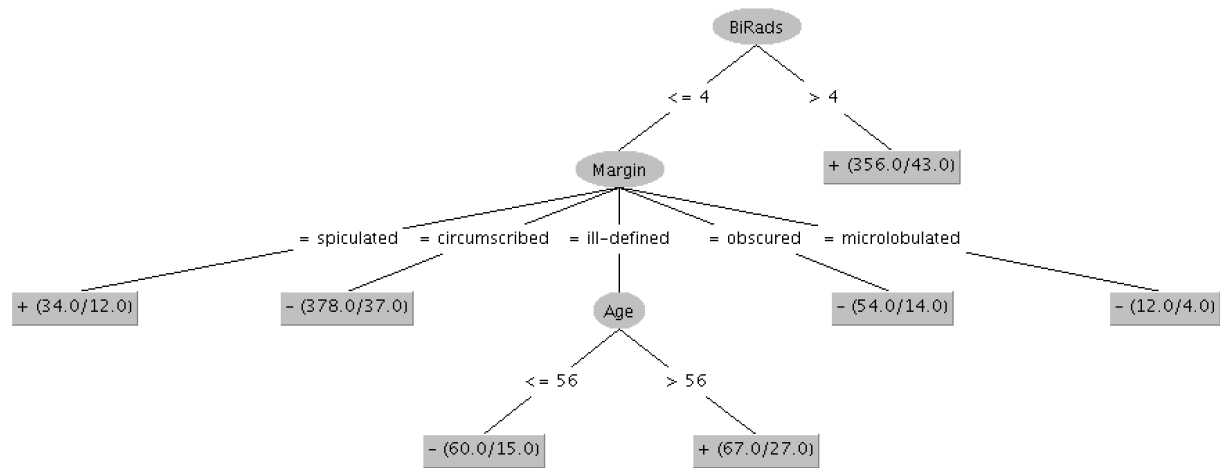 BiRads
<= 4
> 4
Margin
+ (356.0/43.0)
= spiculated
= circumscribed
= ill-defined
= obscured
= microlobulated
+ (34.0/12.0)
- (378.0/37.0)
Age
- (54.0/14.0)
- (12.0/4.0)
<= 56
> 56
- (60.0/15.0)
+ (67.0/27.0)